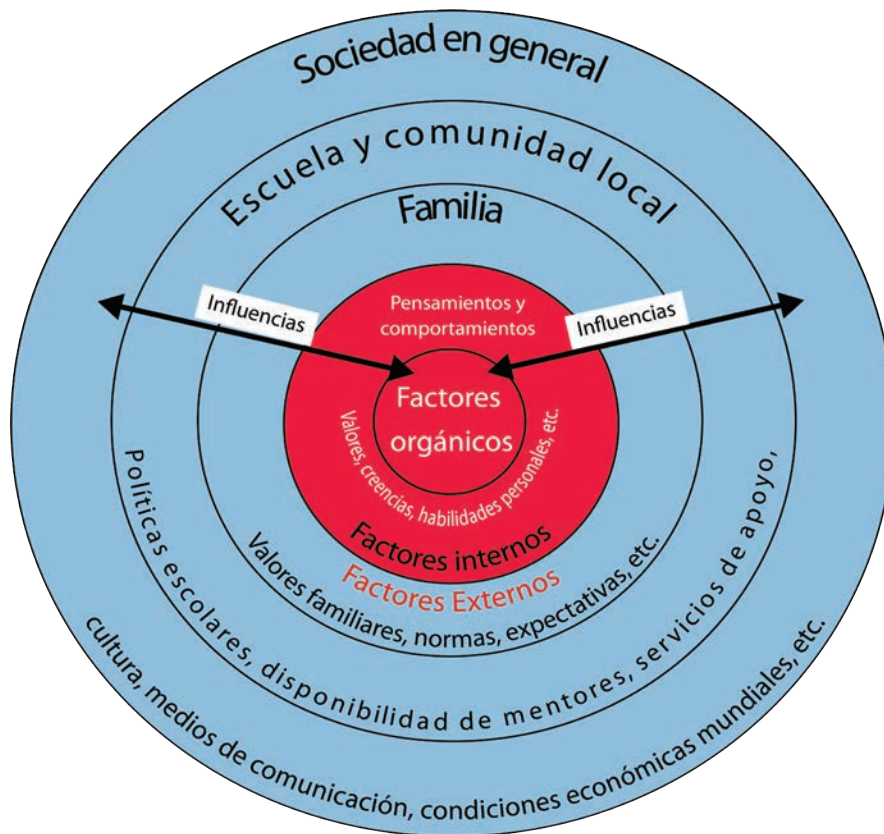 Sociedad en general
Escuela y comunidad local
Familia
Influencias
Influencias
Pensamientos y
comportamientos
Factores
orgánicos
Valores, creencias, habilidades personales, etc.
Factores internos
Factores Externos
Valores familiares, normas, expectativas, etc.
Políticas escolares, disponibilidad de mentores, servicios de apoyo,
cultura, medios de comunicación, condiciones económicas mundiales, etc.